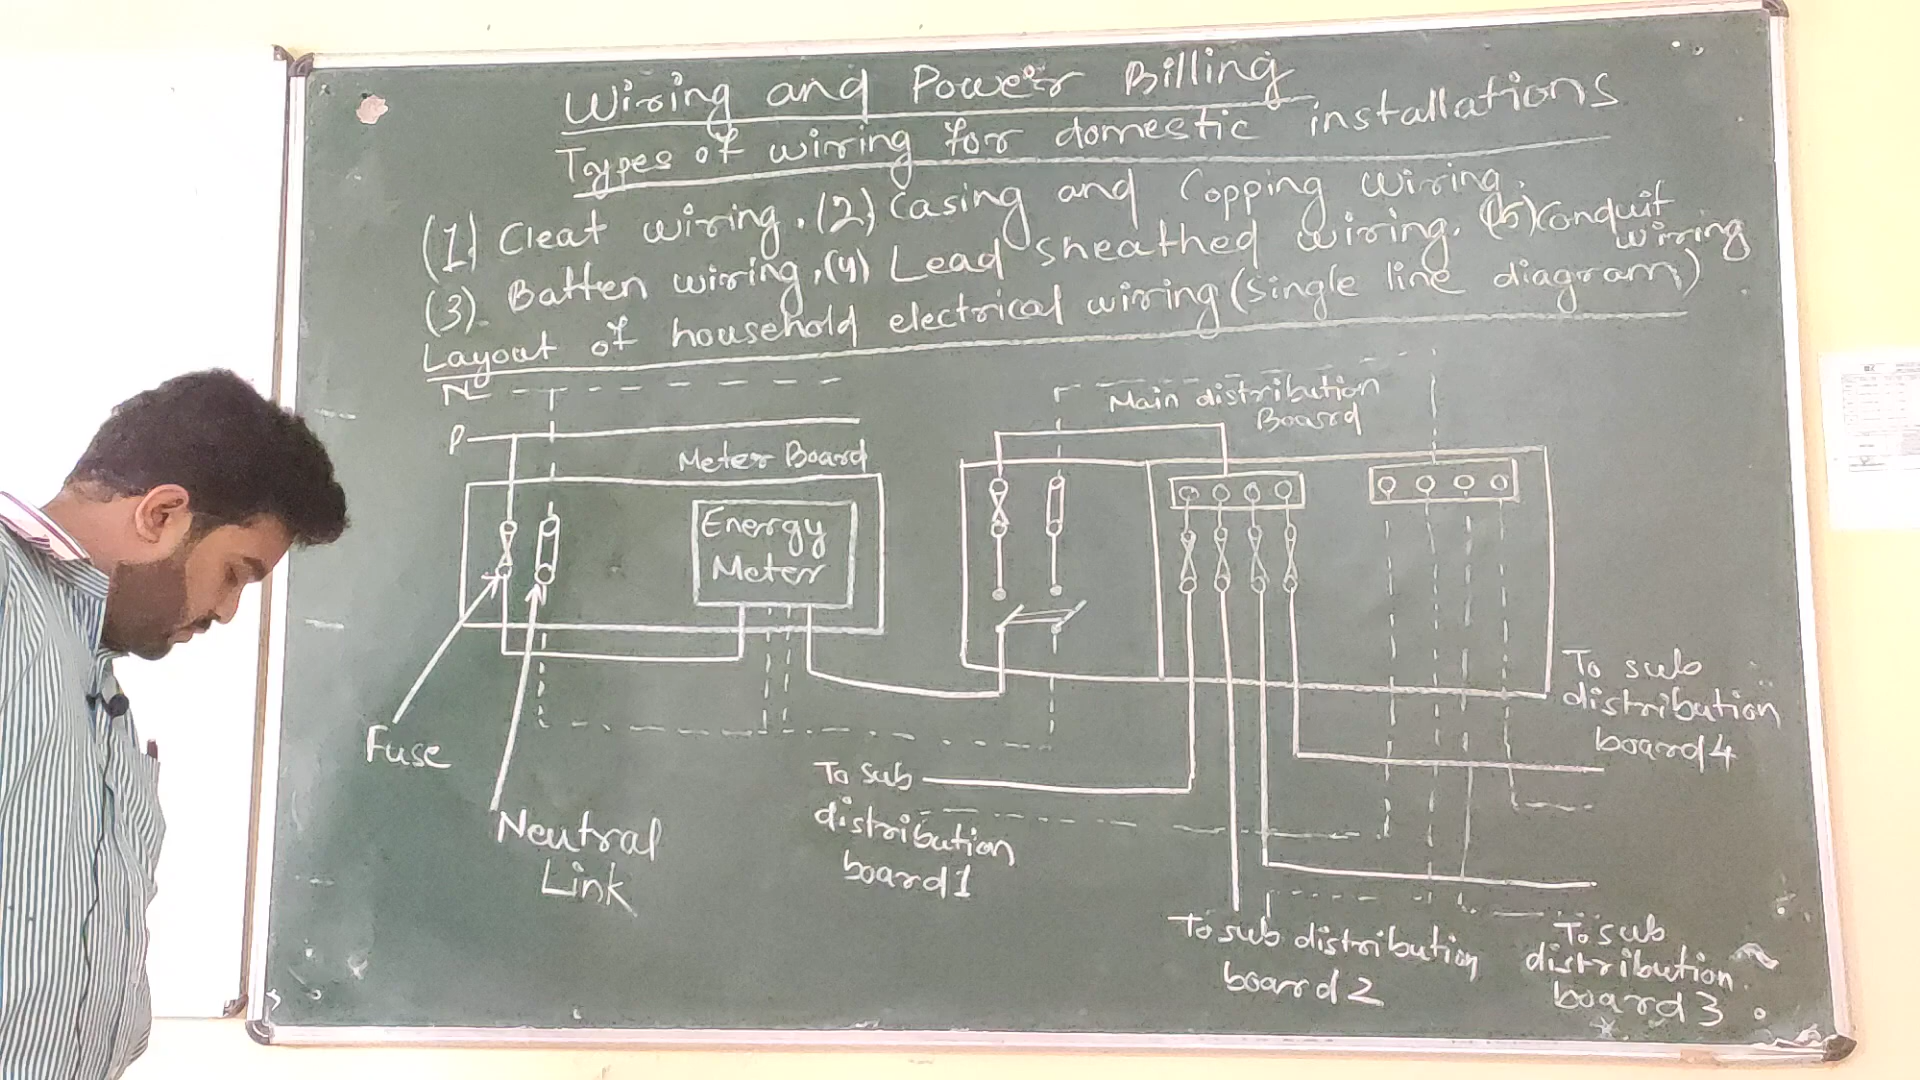 Wiring and Power Billing
Types of wiring for domestic installations
(1) Cleat wiring. (2) Casing and Copping wiring.
(3). Batten wiring, (4) Lead sheathed wiring. (5) Conduit wiring
Layout of household electrical wiring (single line diagram)
N
P
Meter Board
Energy
Meter
Main distribution
Board
Fuse
Neutral
Link
To sub
distribution
board 1
To sub distribution
board 2
To sub
distribution
board 3
To sub
distribution
board 4